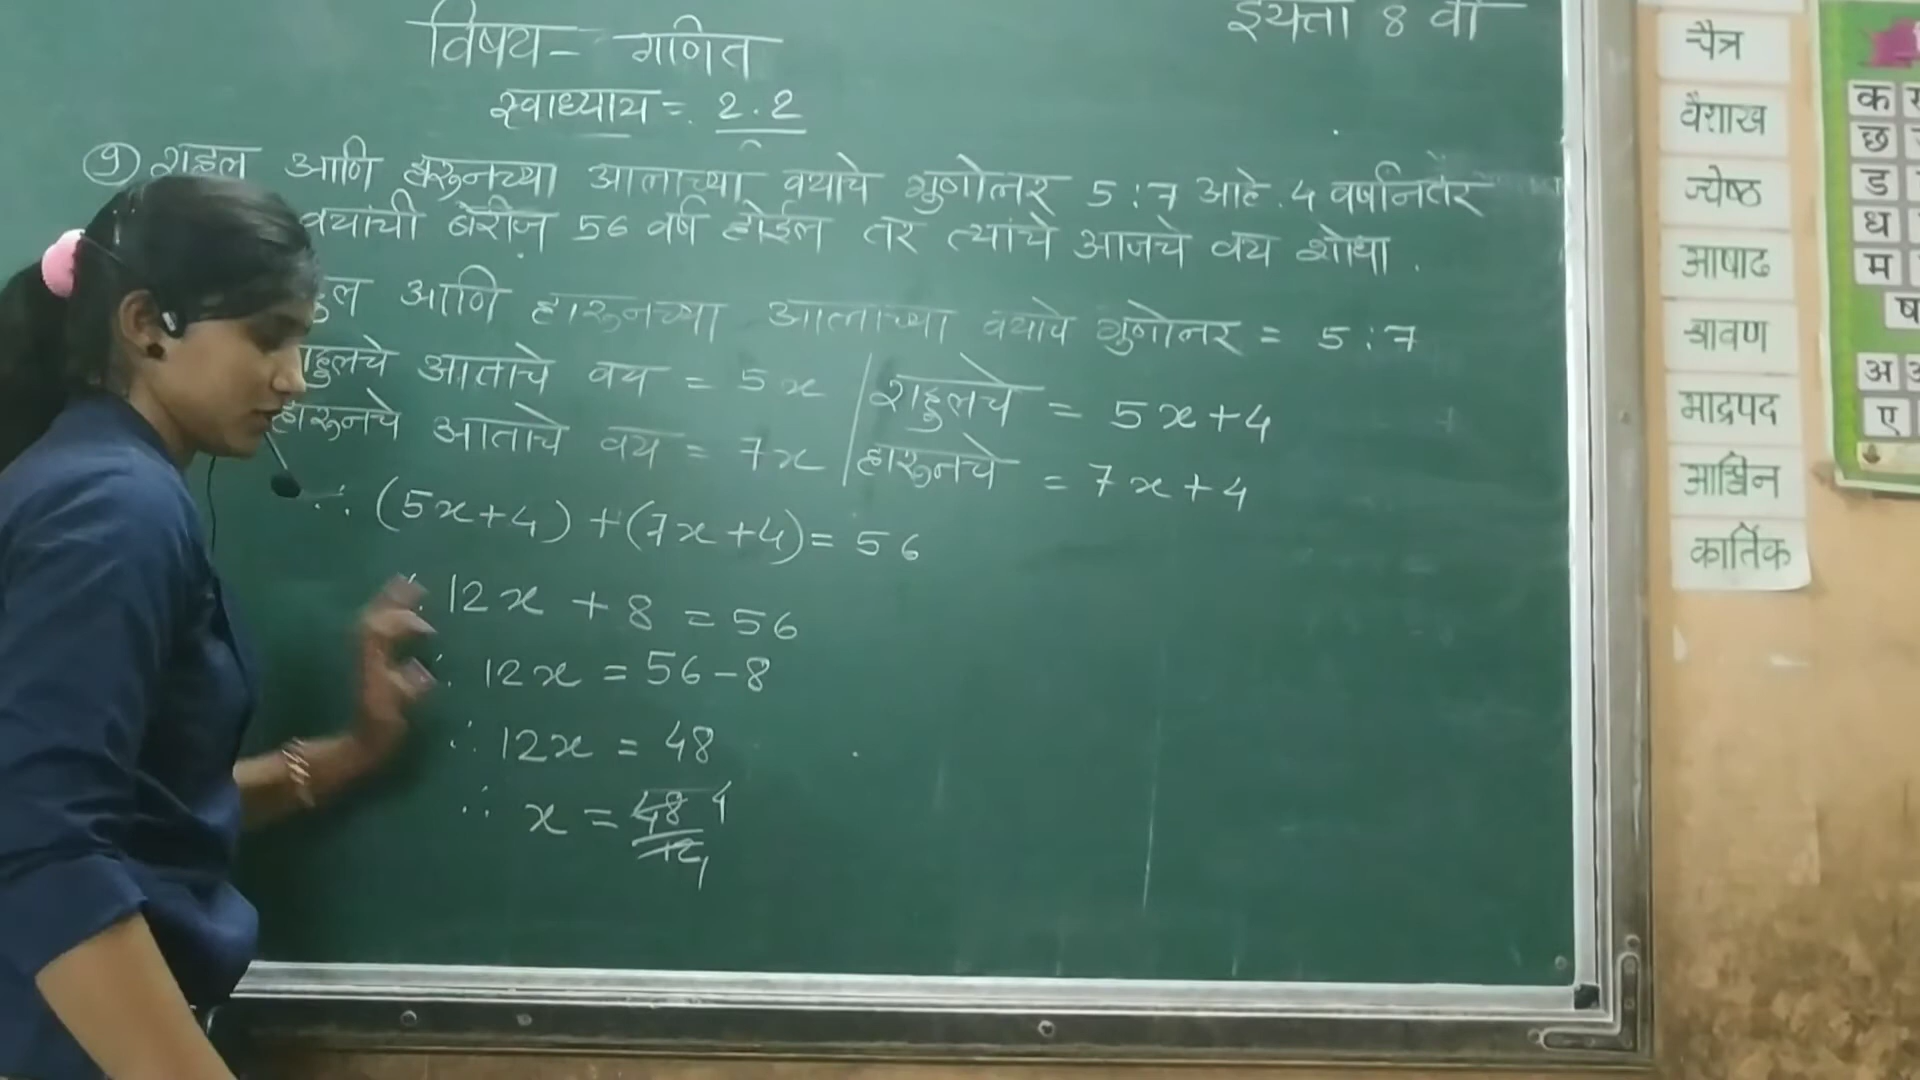 इयत्ता 8 वी
विषय - गणित
स्वाध्याय = 2.2
१) राहुल आणि हारूनच्या आताच्या वयाचे गुणोत्तर 5:7 आहे. 4 वर्षानंतर
वयांची बेरीज 56 वर्षे होईल तर त्यांचे आजचे वय शोधा.
आणि हारूनच्या आताच्या वयाचे गुणोत्तर = 5:7
राहुलचे आताचे वय = 5x
हारूनचे आताचे वय = 7x
राहुलचे = 5x+4
हारूनचे = 7x+4
∴ (5x+4) + (7x+4) = 56
∴ 12x + 8 = 56
∴ 12x = 56-8
∴ 12x = 48
∴ x = 48/12
चैत्र
वैशाख
ज्येष्ठ
आषाढ
श्रावण
भाद्रपद
आश्विन
कार्तिक
क
छ
ड
ध
म
ष
अ
ए